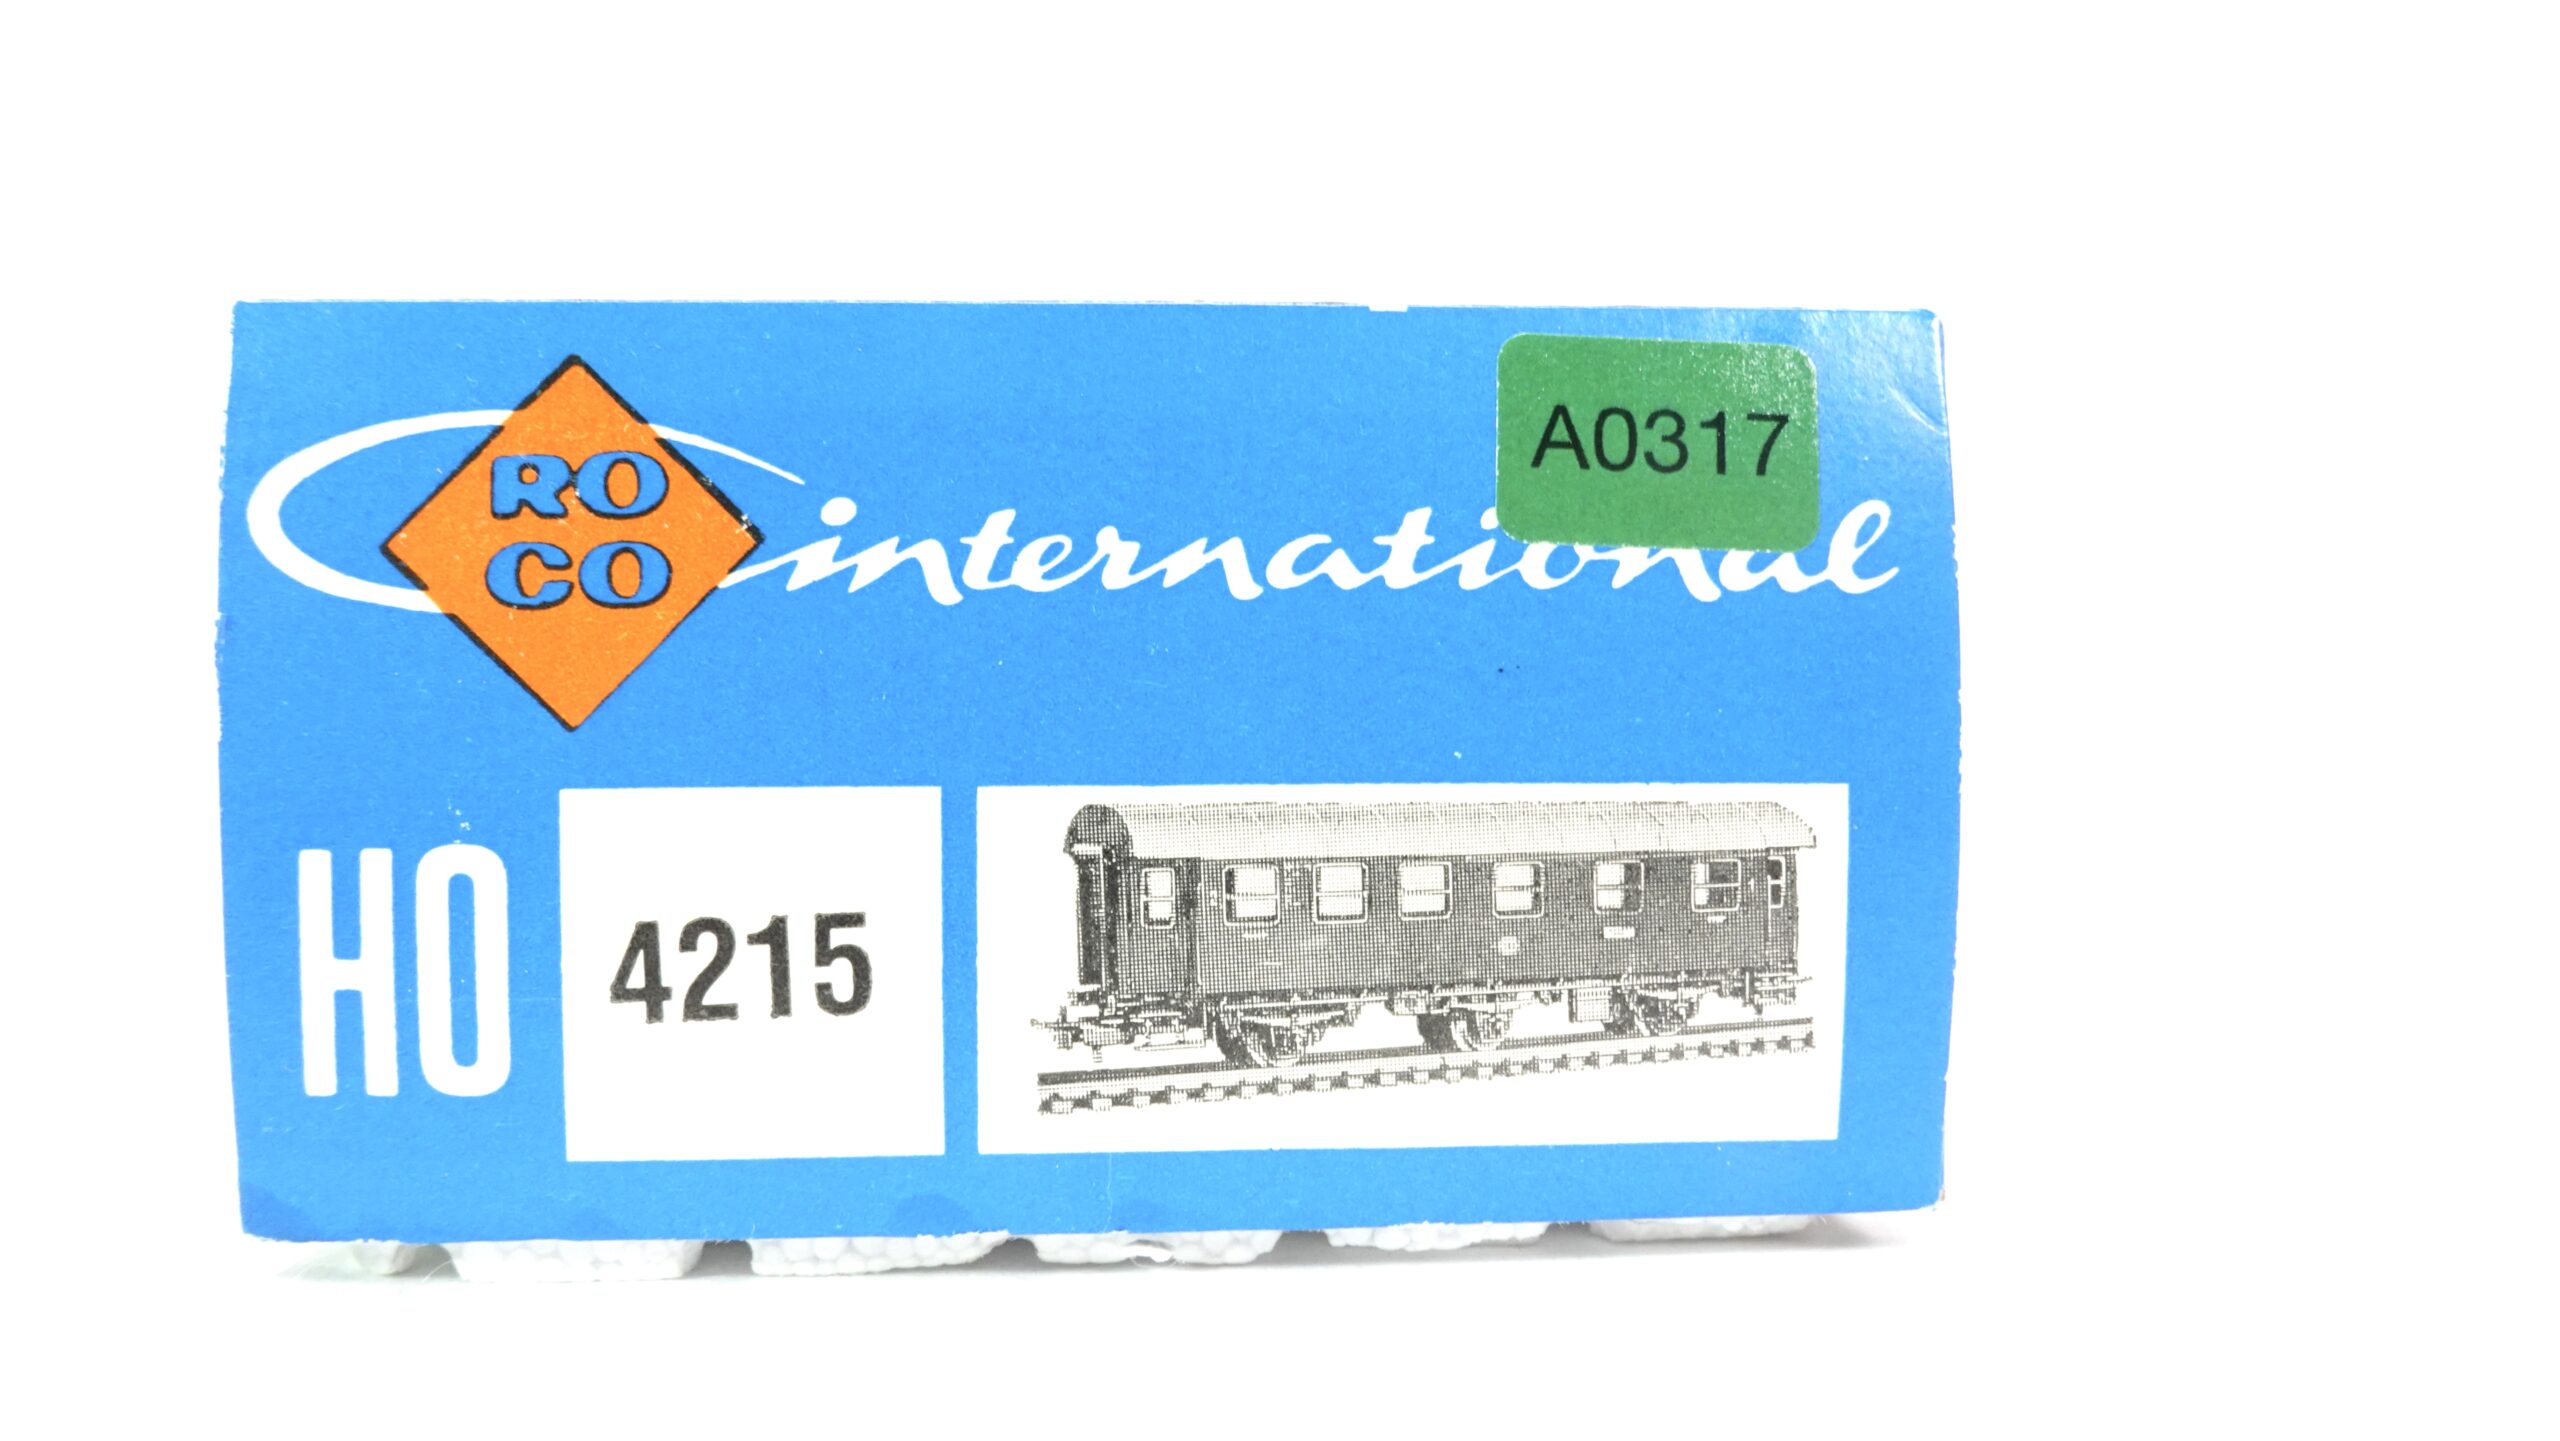 A0317
RO
CO
international
HO
4215